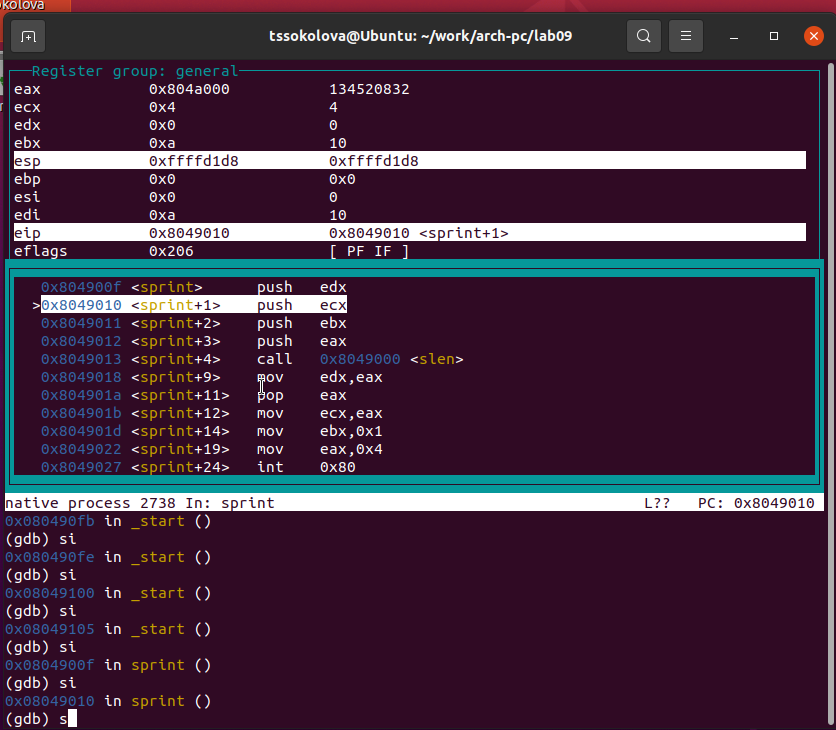 okolova
tssokolova@Ubuntu: ~/work/arch-pc/lab09
Register group: general
eax 0x804a000 134520832
ecx 0x4 4
edx 0x0 0
ebx 0xa 10
esp 0xffffd1d8 0xffffd1d8
ebp 0x0 0x0
esi 0x0 0
edi 0xa 10
eip 0x8049010 0x8049010 <sprint+1>
eflags 0x206 [ PF IF ]
0x804900f <sprint> push edx
>0x8049010 <sprint+1> push ecx
0x8049011 <sprint+2> push ebx
0x8049012 <sprint+3> push eax
0x8049013 <sprint+4> call 0x8049000 <slen>
0x8049018 <sprint+9> mov edx,eax
0x804901a <sprint+11> pop eax
0x804901b <sprint+12> mov ecx,eax
0x804901d <sprint+14> mov ebx,0x1
0x8049022 <sprint+19> mov eax,0x4
0x8049027 <sprint+24> int 0x80
native process 2738 In: sprint L?? PC: 0x8049010
0x080490fb in _start ()
(gdb) si
0x080490fe in _start ()
(gdb) si
0x08049100 in _start ()
(gdb) si
0x08049105 in _start ()
(gdb) si
0x0804900f in sprint ()
(gdb) si
0x08049010 in sprint ()
(gdb) s